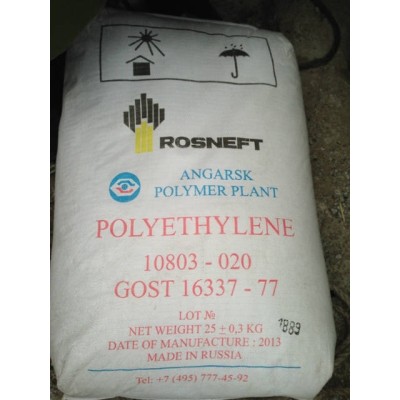 ROSNEFT
ANGARSK
POLYMER PLANT
POLYETHYLENE
10803 - 020
GOST 16337 - 77
LOT № 1889
NET WEIGHT 25 ± 0,3 KG
DATE OF MANUFACTURE : 2013
MADE IN RUSSIA
Tel: +7 (495) 777-45-92